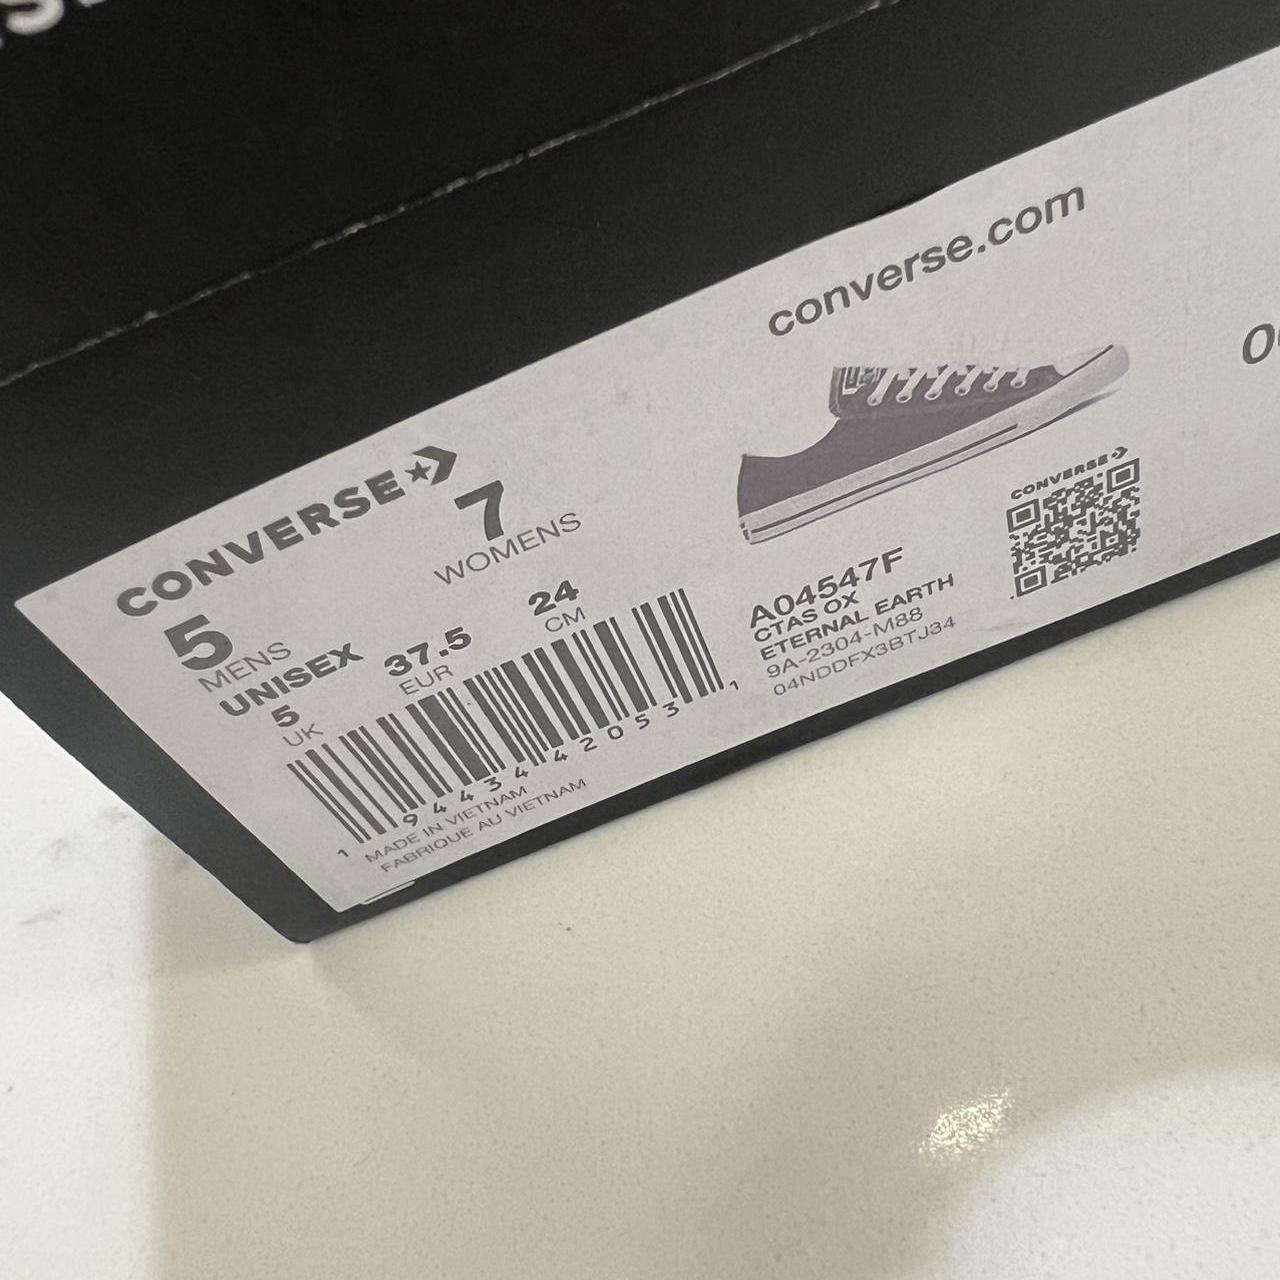 converse.com
CONVERSE
5
MENS
7
WOMENS
UNISEX
5
UK
37.5
EUR
24
CM
1 94434 42053 1
MADE IN VIETNAM
FABRIQUE AU VIETNAM
A04547F
CTAS OX
ETERNAL EARTH
9A-2304-M88
04NDDFX3BTJ34
CONVERSE